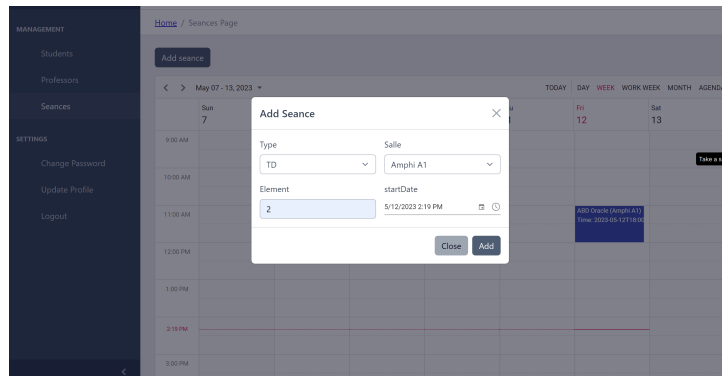 MANAGEMENT
Students
Professors
Seances
SETTINGS
Change Password
Update Profile
Logout
Home / Seances Page
Add seance
May 07 - 13, 2023
TODAY DAY WEEK WORK WEEK MONTH AGENDA
Sun
7
Fri
12
Sat
13
9:00 AM
10:00 AM
11:00 AM
12:00 PM
1:00 PM
2:19 PM
3:00 PM
ABD Oracle (Amphi A1)
Time: 2023-05-12T18:00
Take a s
Add Seance
Type
Salle
TD
Amphi A1
Element
startDate
2
5/12/2023 2:19 PM
Close
Add